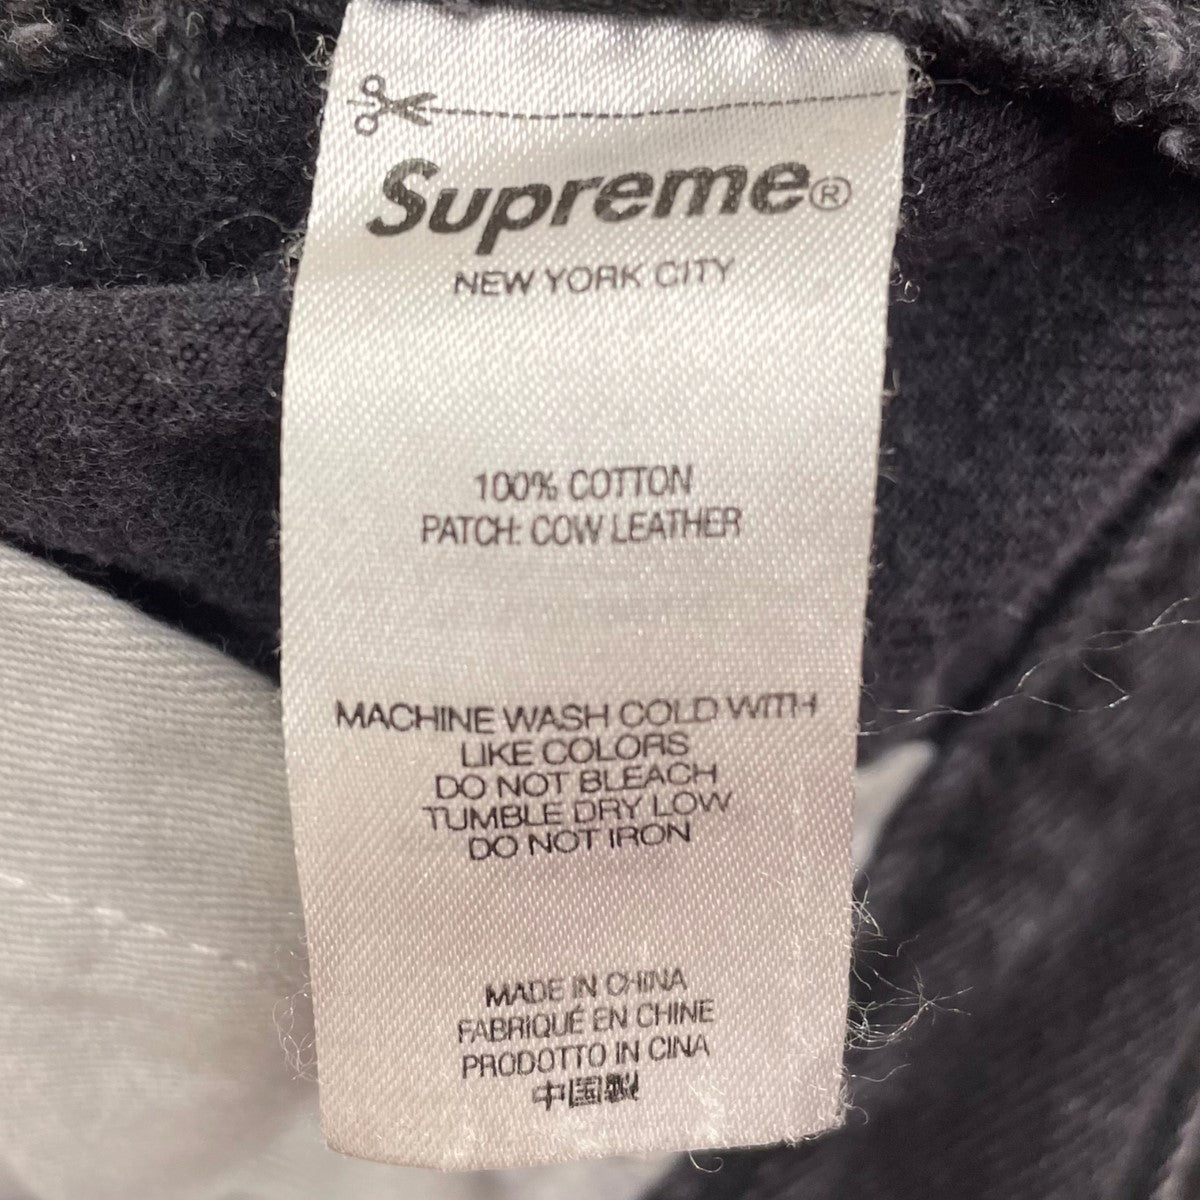 Supreme®
NEW YORK CITY
100% COTTON
PATCH: COW LEATHER
MACHINE WASH COLD WITH
LIKE COLORS
DO NOT BLEACH
TUMBLE DRY LOW
DO NOT IRON
MADE IN CHINA
FABRIQUÉ EN CHINE
PRODOTTO IN CINA
中国製